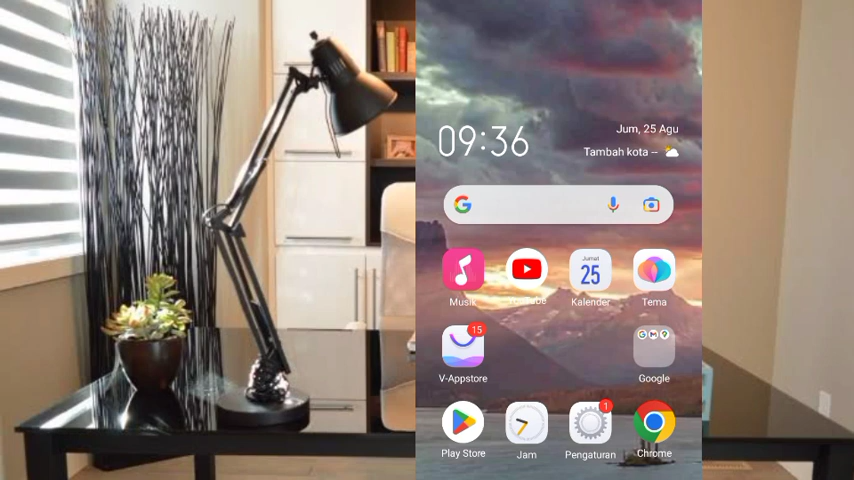 09:36
Jum, 25 Agu
Tambah kota --
Musik
YouTube
Jumat
25
Kalender
Tema
15
V-Appstore
Google
Play Store
Jam
1
Pengaturan
Chrome